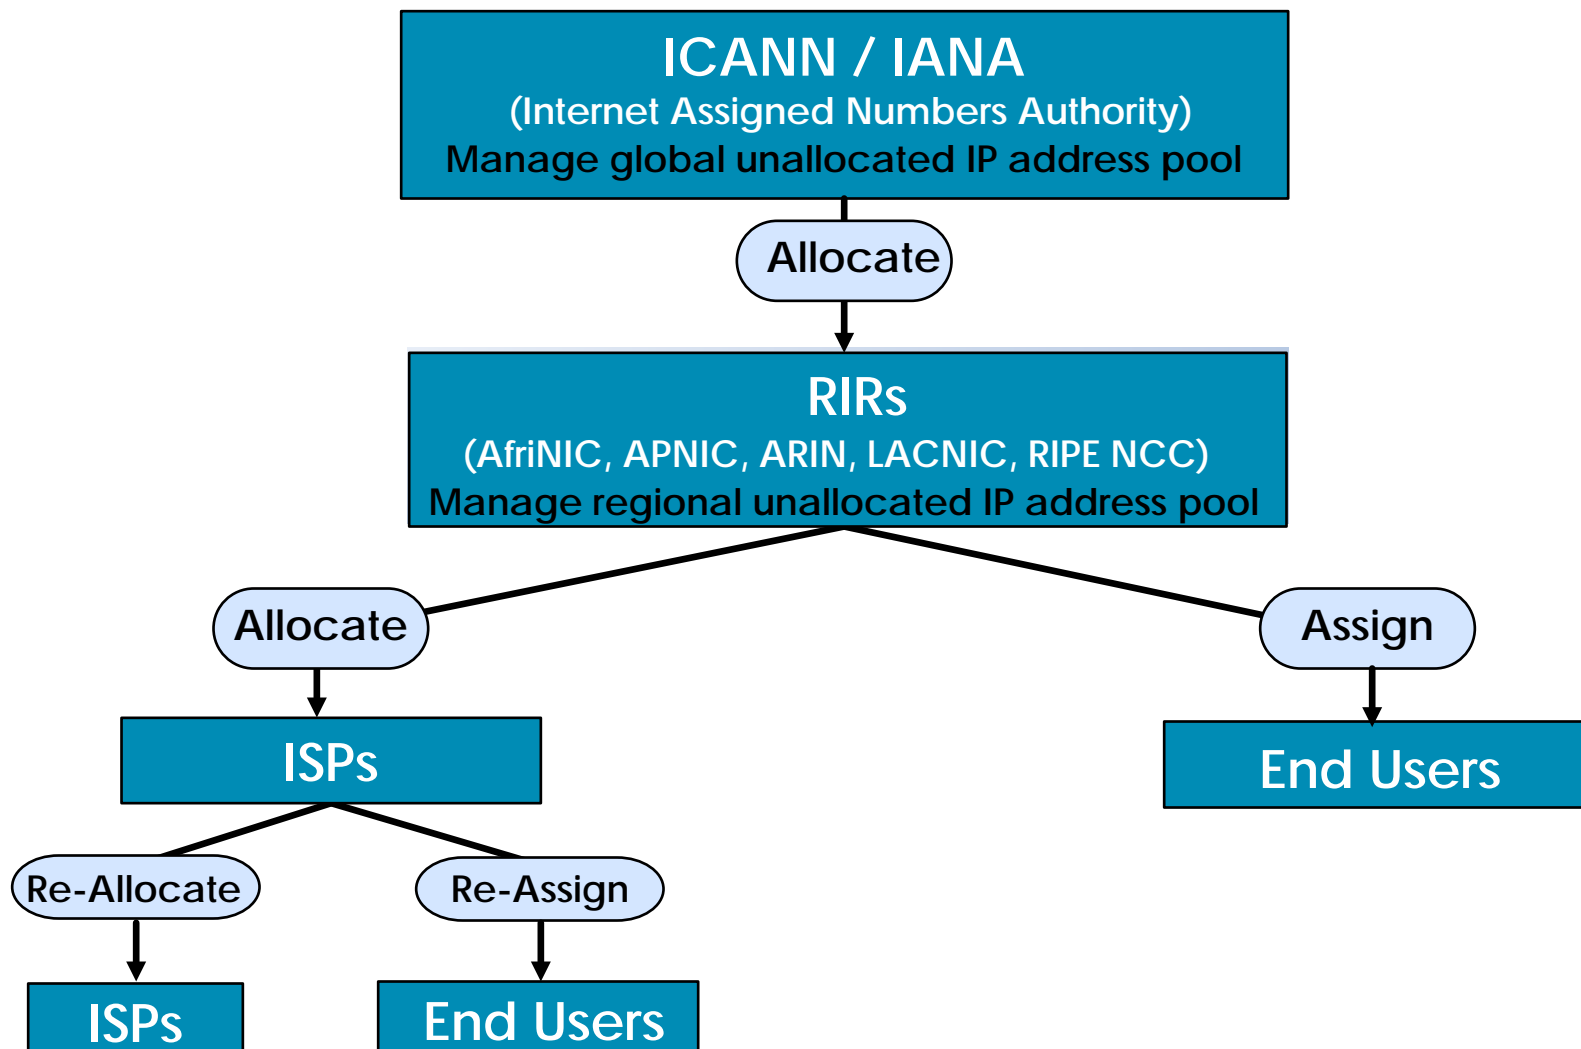 ICANN / IANA
(Internet Assigned Numbers Authority)
Manage global unallocated IP address pool
Allocate
RIRs
(AfriNIC, APNIC, ARIN, LACNIC, RIPE NCC)
Manage regional unallocated IP address pool
Allocate
Assign
ISPs
End Users
Re-Allocate
Re-Assign
ISPs
End Users